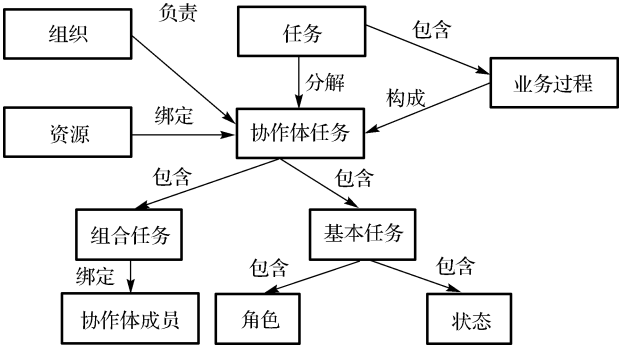 负责
组织
任务
包含
业务过程
分解
构成
绑定
资源
协作体任务
包含
包含
组合任务
基本任务
绑定
包含
包含
协作体成员
角色
状态